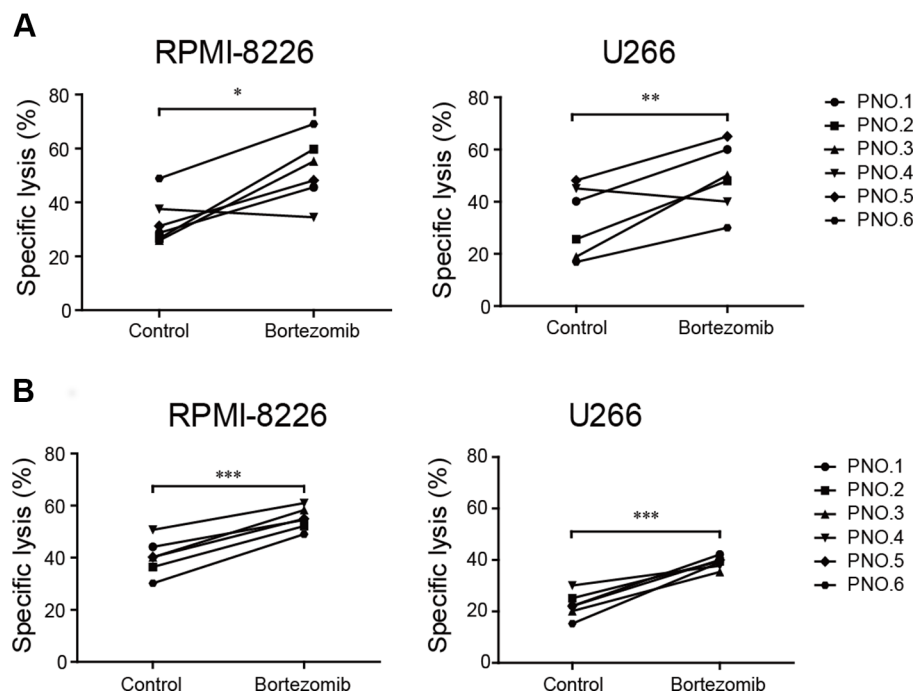 A
RPMI-8226
U266
Specific lysis (%)
80
60
40
20
0
*
Control
Bortezomib
Specific lysis (%)
80
60
40
20
0
**
Control
Bortezomib
PNO.1
PNO.2
PNO.3
PNO.4
PNO.5
PNO.6
B
RPMI-8226
U266
Specific lysis (%)
80
60
40
20
0
***
Control
Bortezomib
Specific lysis (%)
80
60
40
20
0
***
Control
Bortezomib
PNO.1
PNO.2
PNO.3
PNO.4
PNO.5
PNO.6